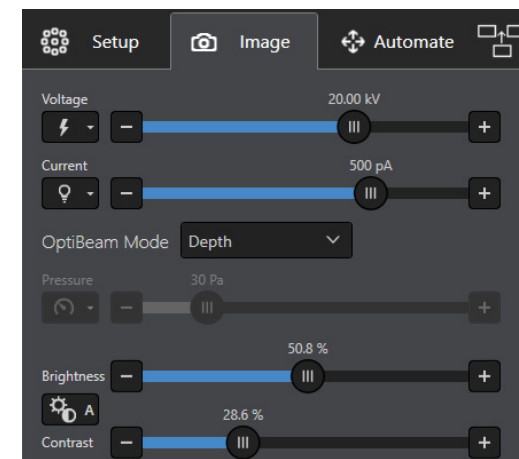 Setup Image Automate
Voltage 20.00 kV
Current 500 pA
OptiBeam Mode Depth
Pressure 30 Pa
50.8 %
Brightness
A
28.6 %
Contrast